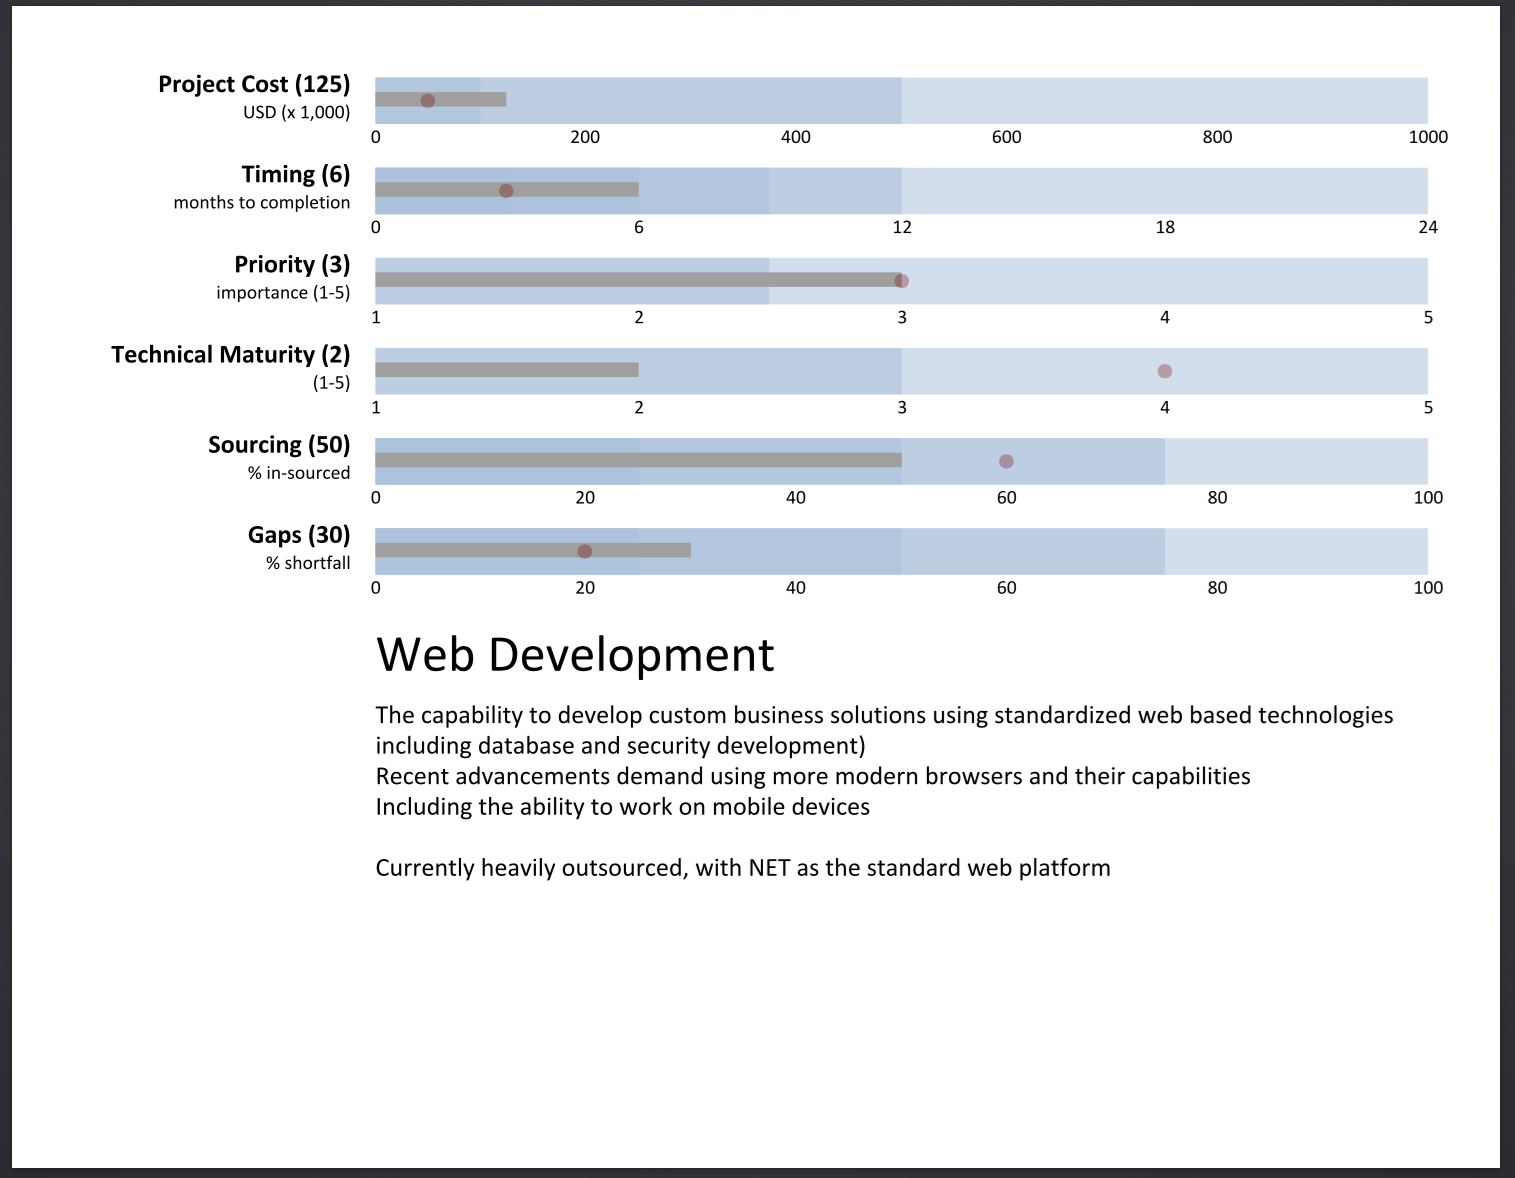 Project Cost (125)
USD (x 1,000)
0 200 400 600 800 1000
Timing (6)
months to completion
0 6 12 18 24
Priority (3)
importance (1-5)
1 2 3 4 5
Technical Maturity (2)
(1-5)
1 2 3 4 5
Sourcing (50)
% in-sourced
0 20 40 60 80 100
Gaps (30)
% shortfall
0 20 40 60 80 100
Web Development
The capability to develop custom business solutions using standardized web based technologies
including database and security development)
Recent advancements demand using more modern browsers and their capabilities
Including the ability to work on mobile devices
Currently heavily outsourced, with NET as the standard web platform